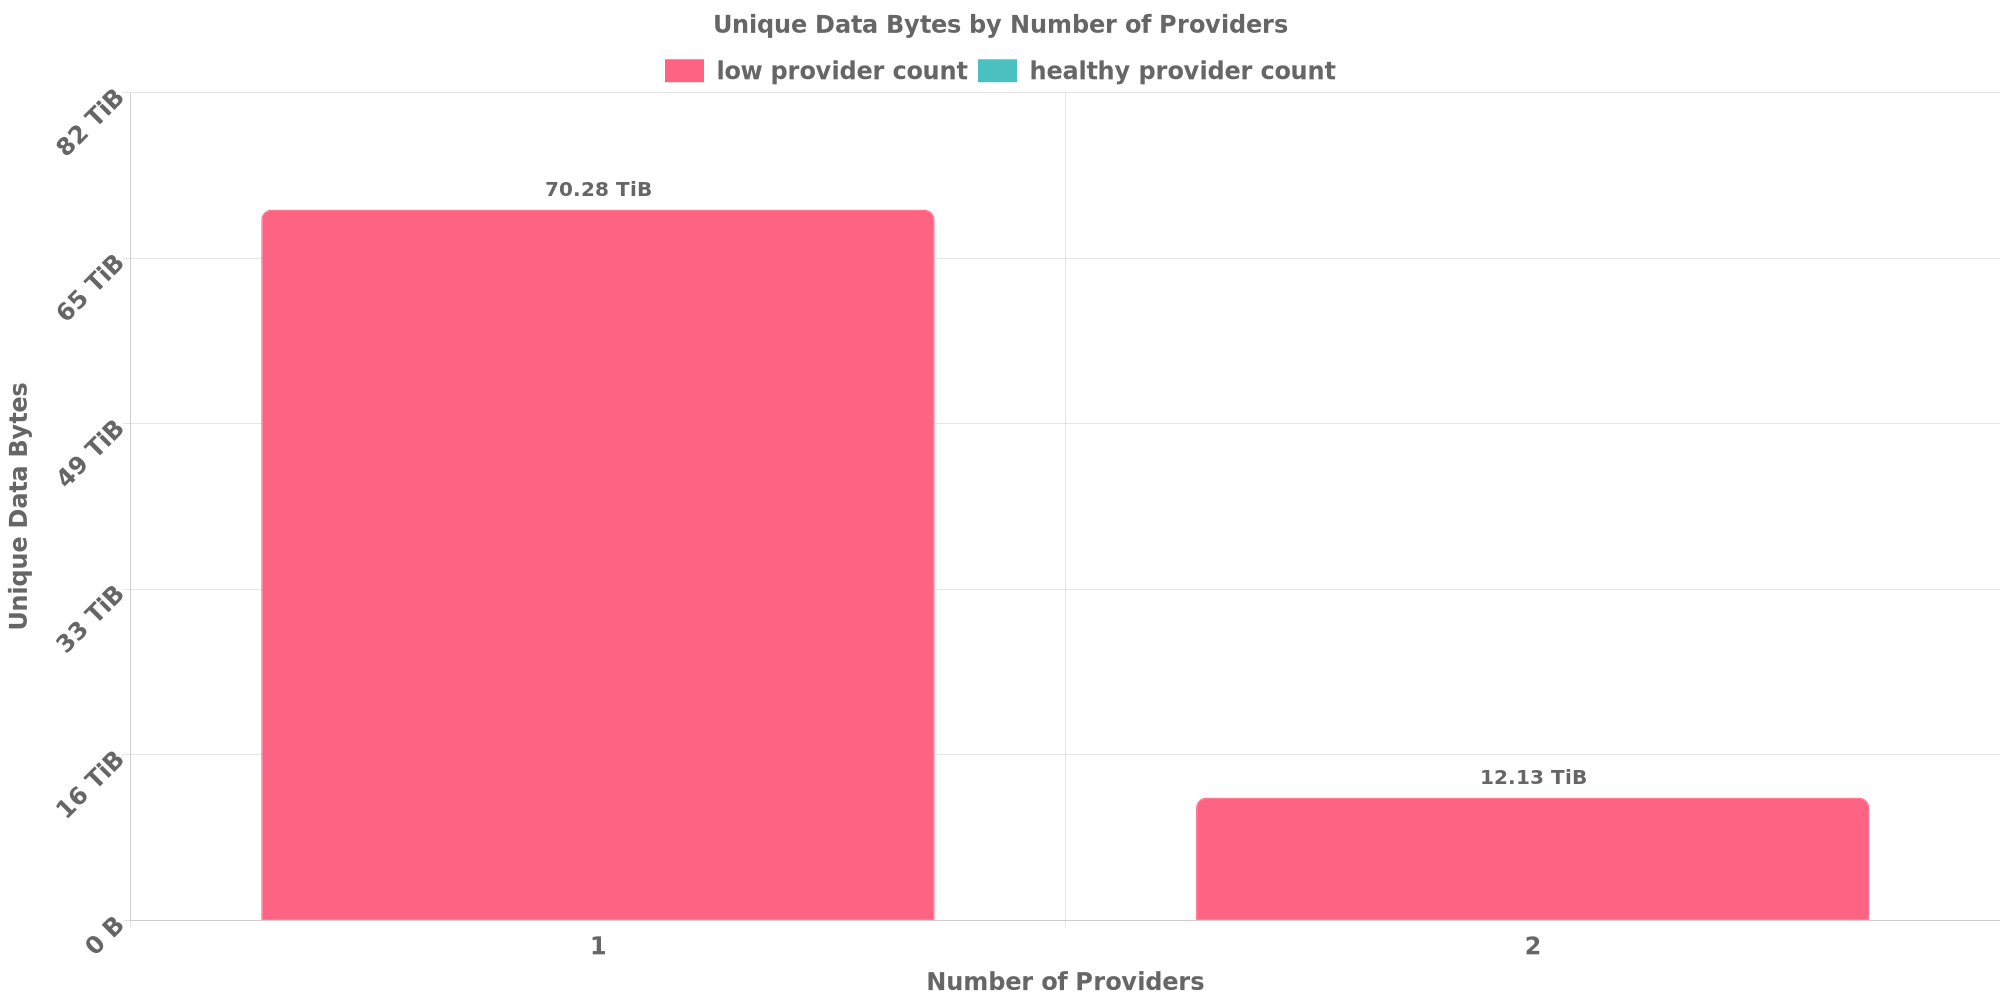 Unique Data Bytes by Number of Providers
low provider count healthy provider count
82 TiB
65 TiB
49 TiB
33 TiB
16 TiB
0 B
Unique Data Bytes
70.28 TiB
12.13 TiB
1 2
Number of Providers